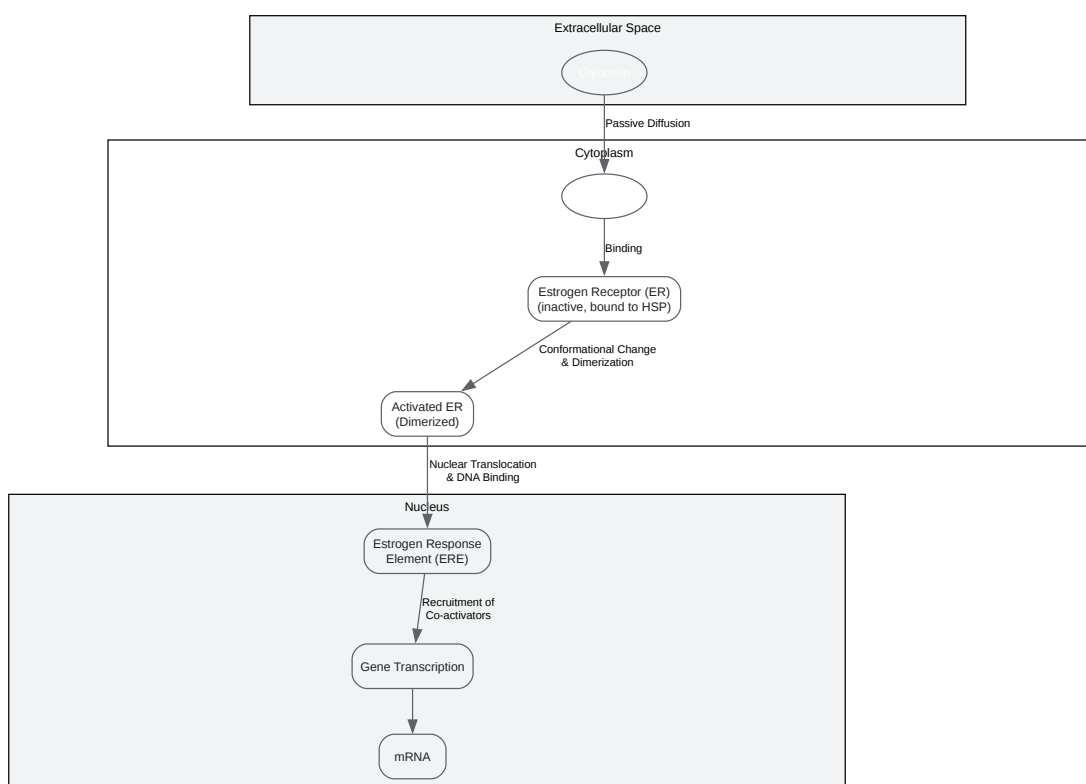 Extracellular Space
Glycitein
Passive Diffusion
Cytoplasm
Binding
Estrogen Receptor (ER)
(inactive, bound to HSP)
Conformational Change
& Dimerization
Activated ER
(Dimerized)
Nuclear Translocation
& DNA Binding
Nucleus
Estrogen Response
Element (ERE)
Recruitment of
Co-activators
Gene Transcription
mRNA